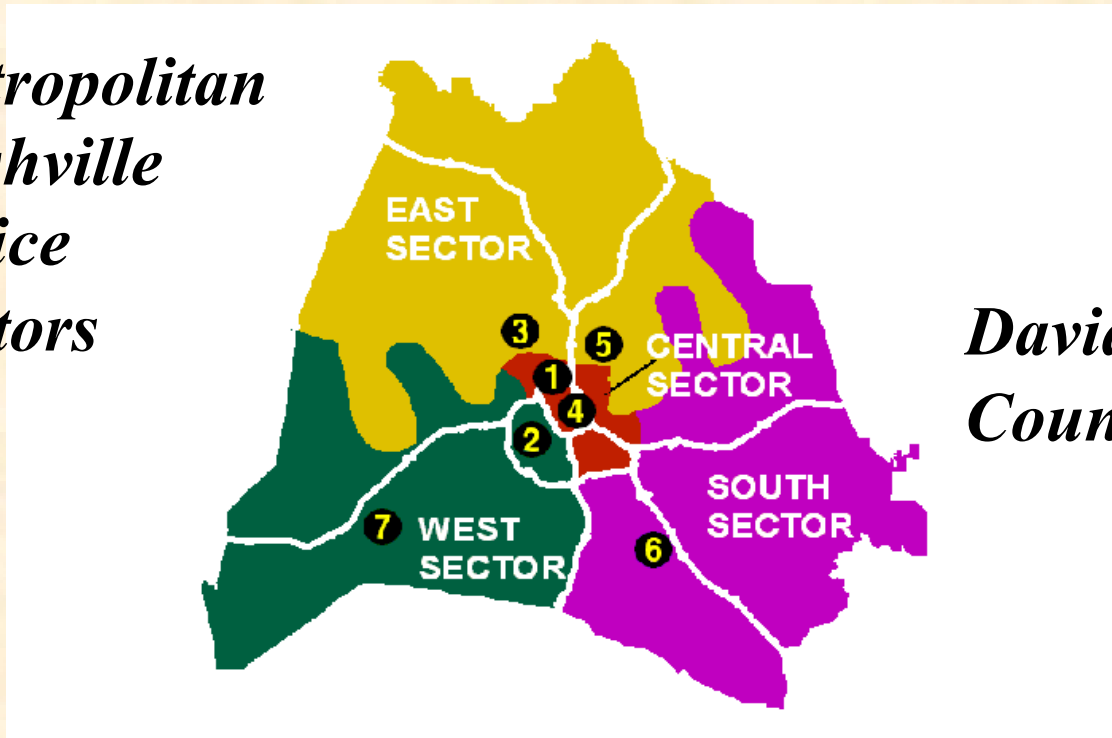 tropolitan
hville
ice
tors
EAST
SECTOR
3
5
CENTRAL
SECTOR
1
4
2
Coun
SOUTH
SECTOR
7
WEST
SECTOR
6